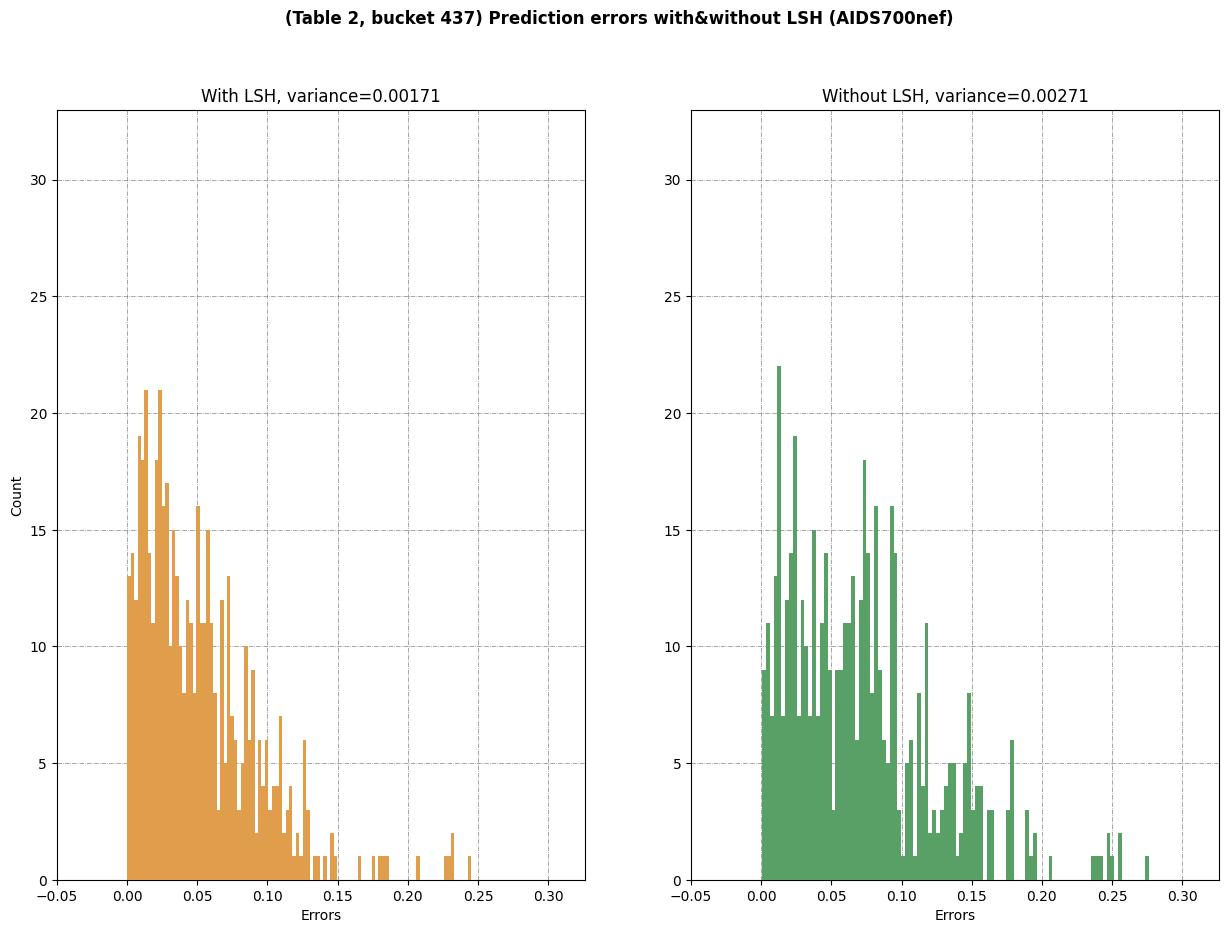 (Table 2, bucket 437) Prediction errors with&without LSH (AIDS700nef)
With LSH, variance=0.00171
Count
30
25
20
15
10
5
0
−0.05 0.00 0.05 0.10 0.15 0.20 0.25 0.30
Errors
Without LSH, variance=0.00271
30
25
20
15
10
5
0
−0.05 0.00 0.05 0.10 0.15 0.20 0.25 0.30
Errors